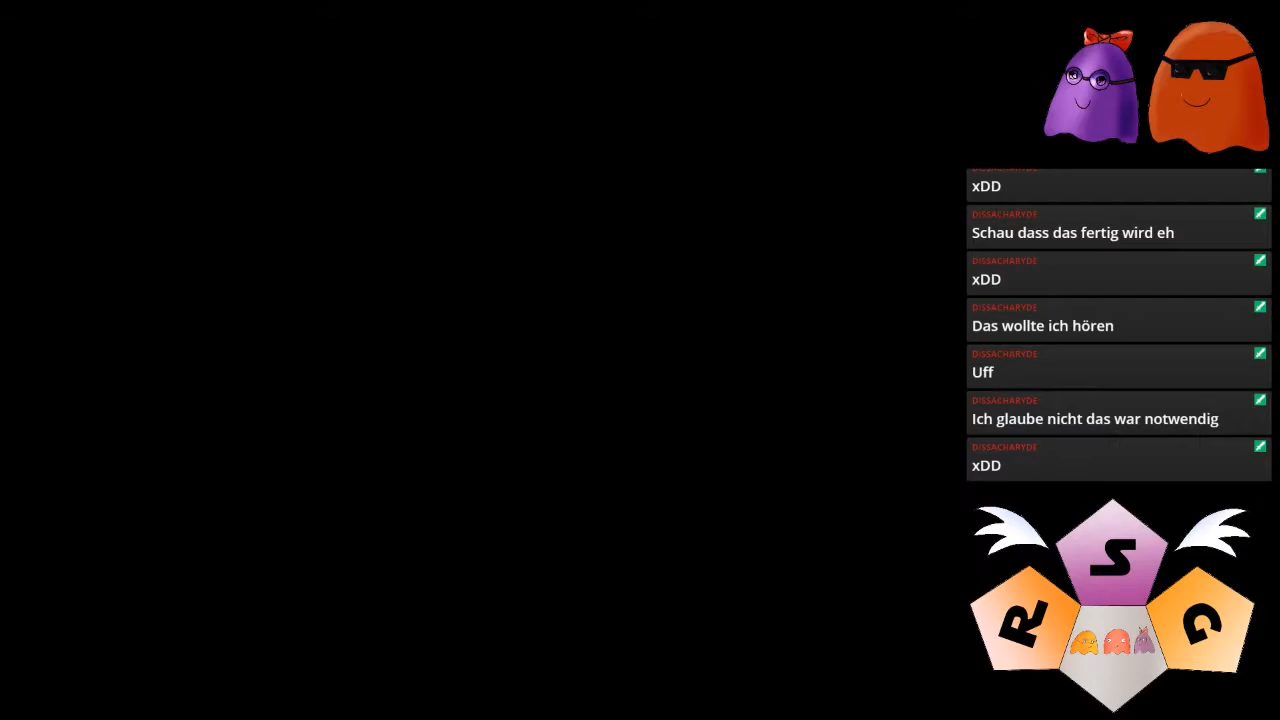 xDD
DISSACHARYDE
Schau dass das fertig wird eh
DISSACHARYDE
xDD
DISSACHARYDE
Das wollte ich hören
DISSACHARYDE
Uff
DISSACHARYDE
Ich glaube nicht das war notwendig
DISSACHARYDE
xDD
S
R
G